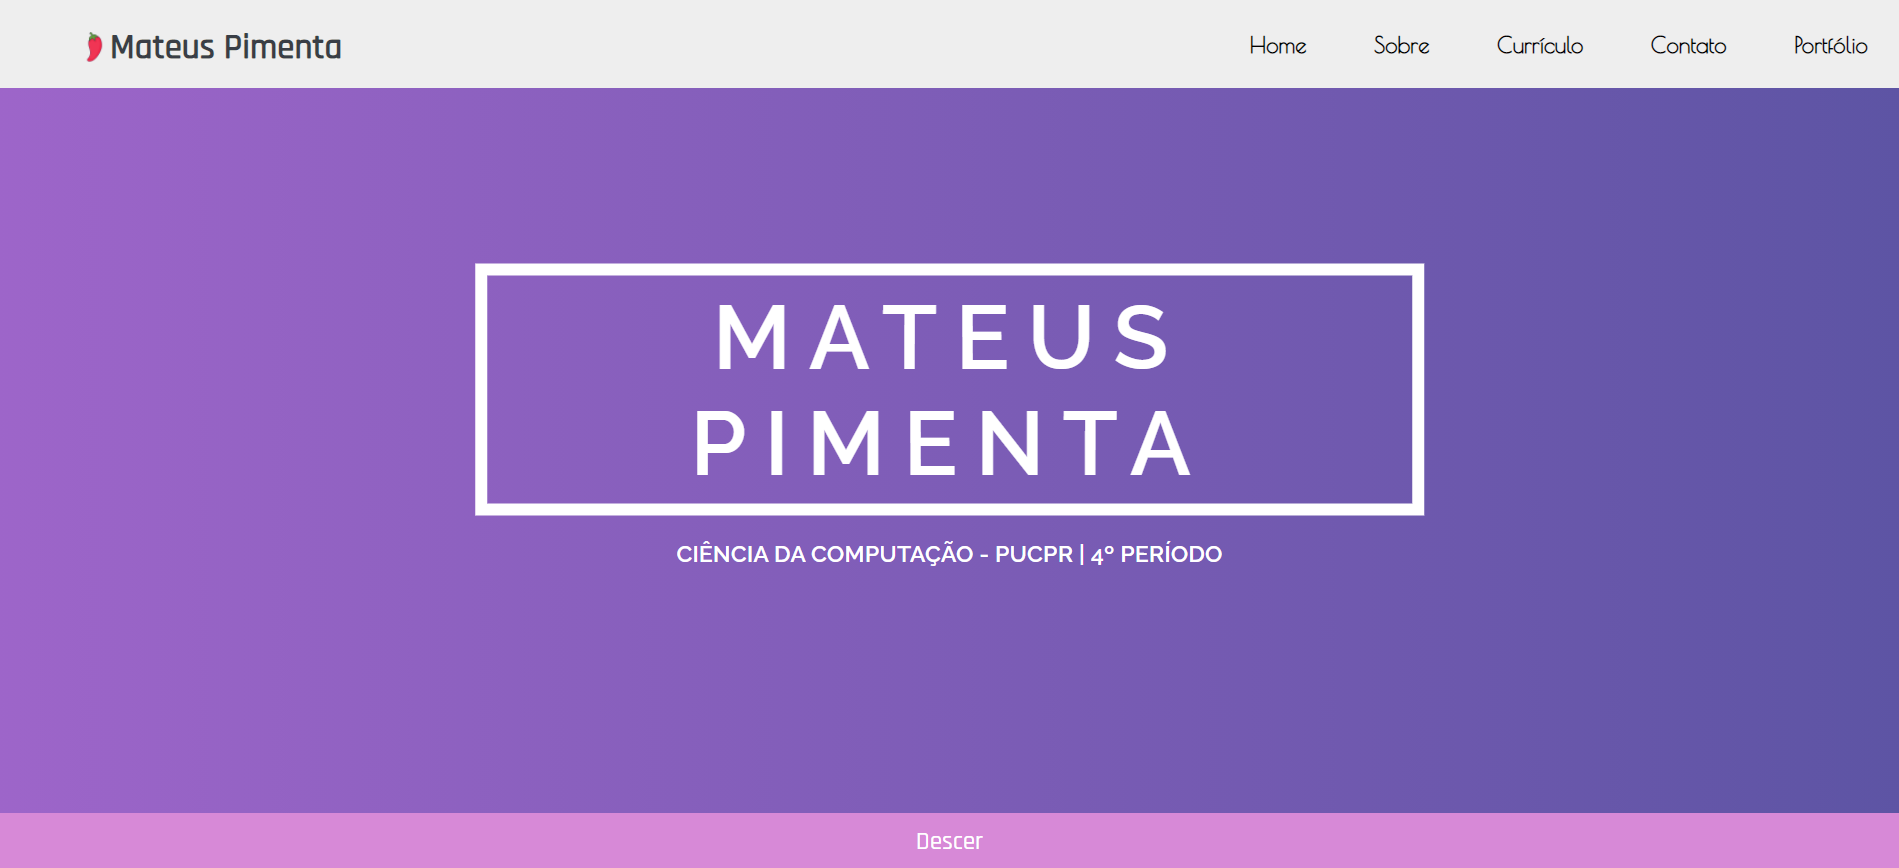 Mateus Pimenta
Home Sobre Currículo Contato Portfólio
MATEUS
PIMENTA
CIÊNCIA DA COMPUTAÇÃO - PUCPR | 4º PERÍODO
Descer